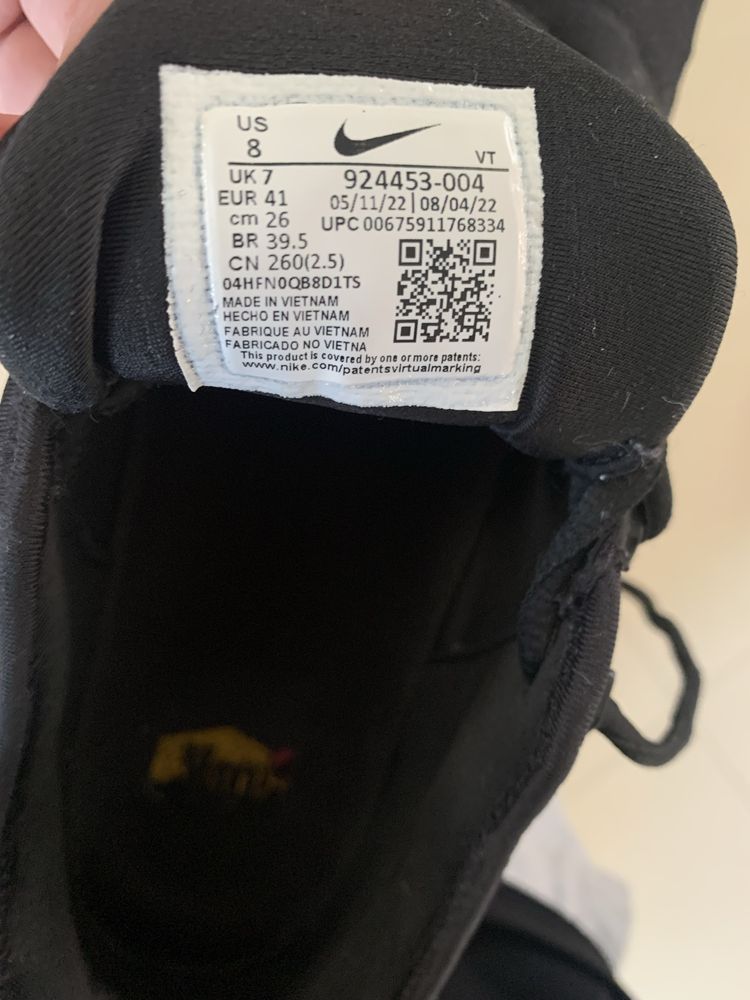 US
8
VT
UK 7
924453-004
EUR 41
05/11/22 | 08/04/22
cm 26
UPC 00675911768334
BR 39.5
CN 260(2.5)
04HFN0QB8D1TS
MADE IN VIETNAM
HECHO EN VIETNAM
FABRIQUE AU VIETNAM
FABRICADO NO VIETNA
This product is covered by one or more patents:
www.nike.com/patentsvirtualmarking